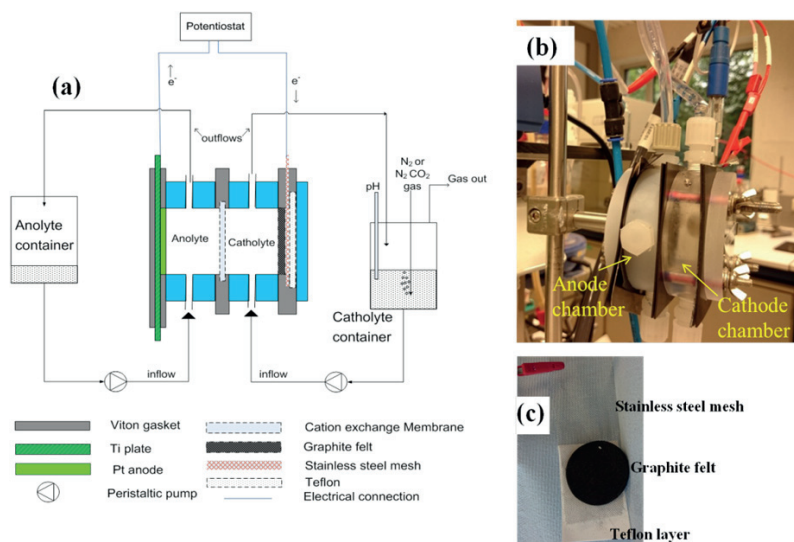 (a)
Potentiostat
e-
e-
outflows
N2 or
N2 CO2
gas
Gas out
pH
Anolyte
container
Anolyte
Catholyte
Catholyte
container
inflow
inflow
Viton gasket
Ti plate
Pt anode
Peristaltic pump
Cation exchange Membrane
Graphite felt
Stainless steel mesh
Teflon
Electrical connection
(b)
Anode
chamber
Cathode
chamber
(c)
Stainless steel mesh
Graphite felt
Teflon layer